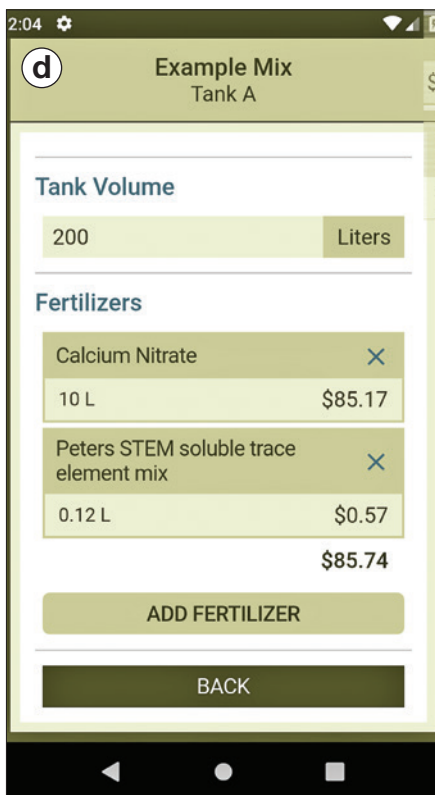 2:04
d
Example Mix
Tank A
$
Tank Volume
200 Liters
Fertilizers
Calcium Nitrate ×
10 L $85.17
Peters STEM soluble trace ×
element mix
0.12 L $0.57
$85.74
ADD FERTILIZER
BACK